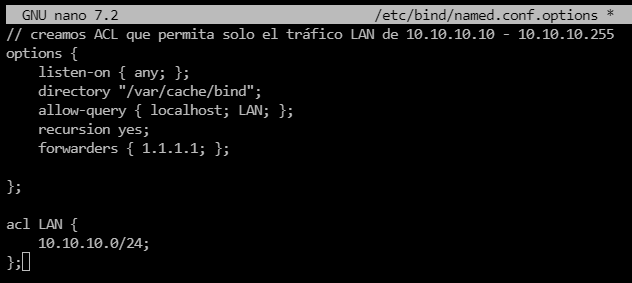 GNU nano 7.2 /etc/bind/named.conf.options *
// creamos ACL que permita solo el tráfico LAN de 10.10.10.10 - 10.10.10.255
options {
    listen-on { any; };
    directory "/var/cache/bind";
    allow-query { localhost; LAN; };
    recursion yes;
    forwarders { 1.1.1.1; };

};

acl LAN {
    10.10.10.0/24;
};